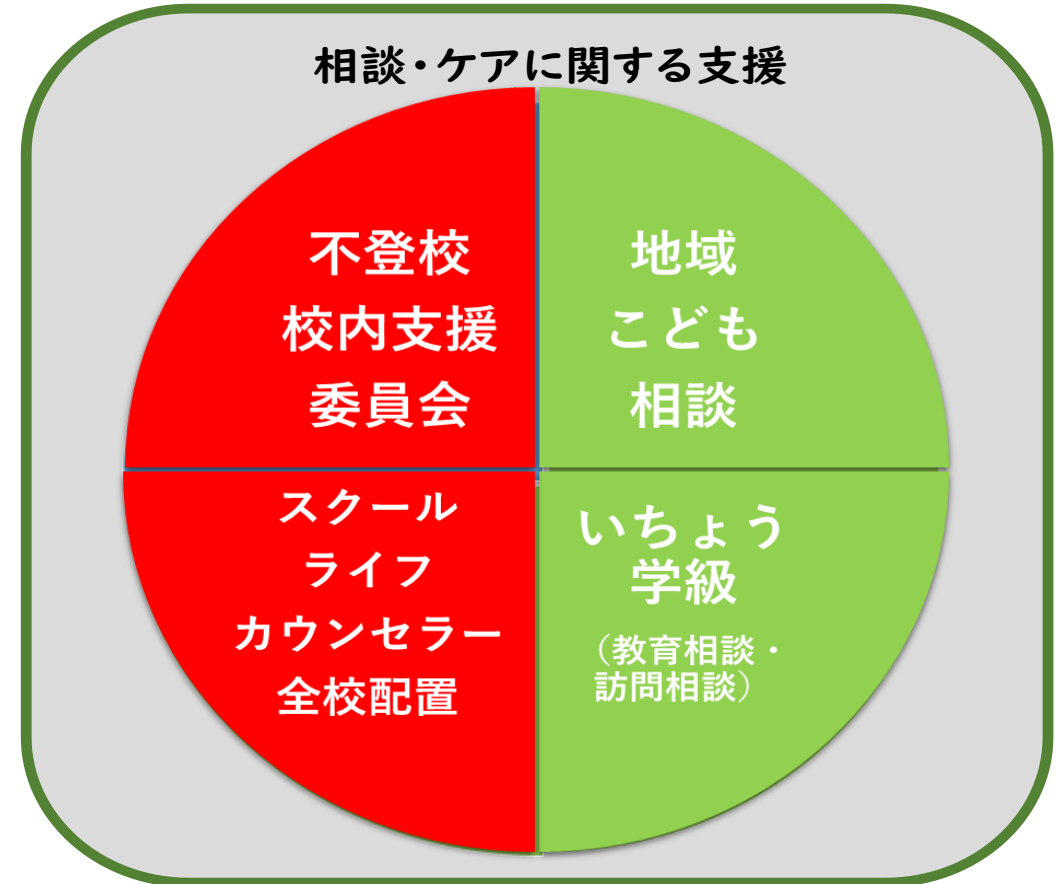 相談・ケアに関する支援
不登校
校内支援
委員会
地域
こども
相談
スクール
ライフ
カウンセラー
全校配置
いちょう
学級
（教育相談・
訪問相談）